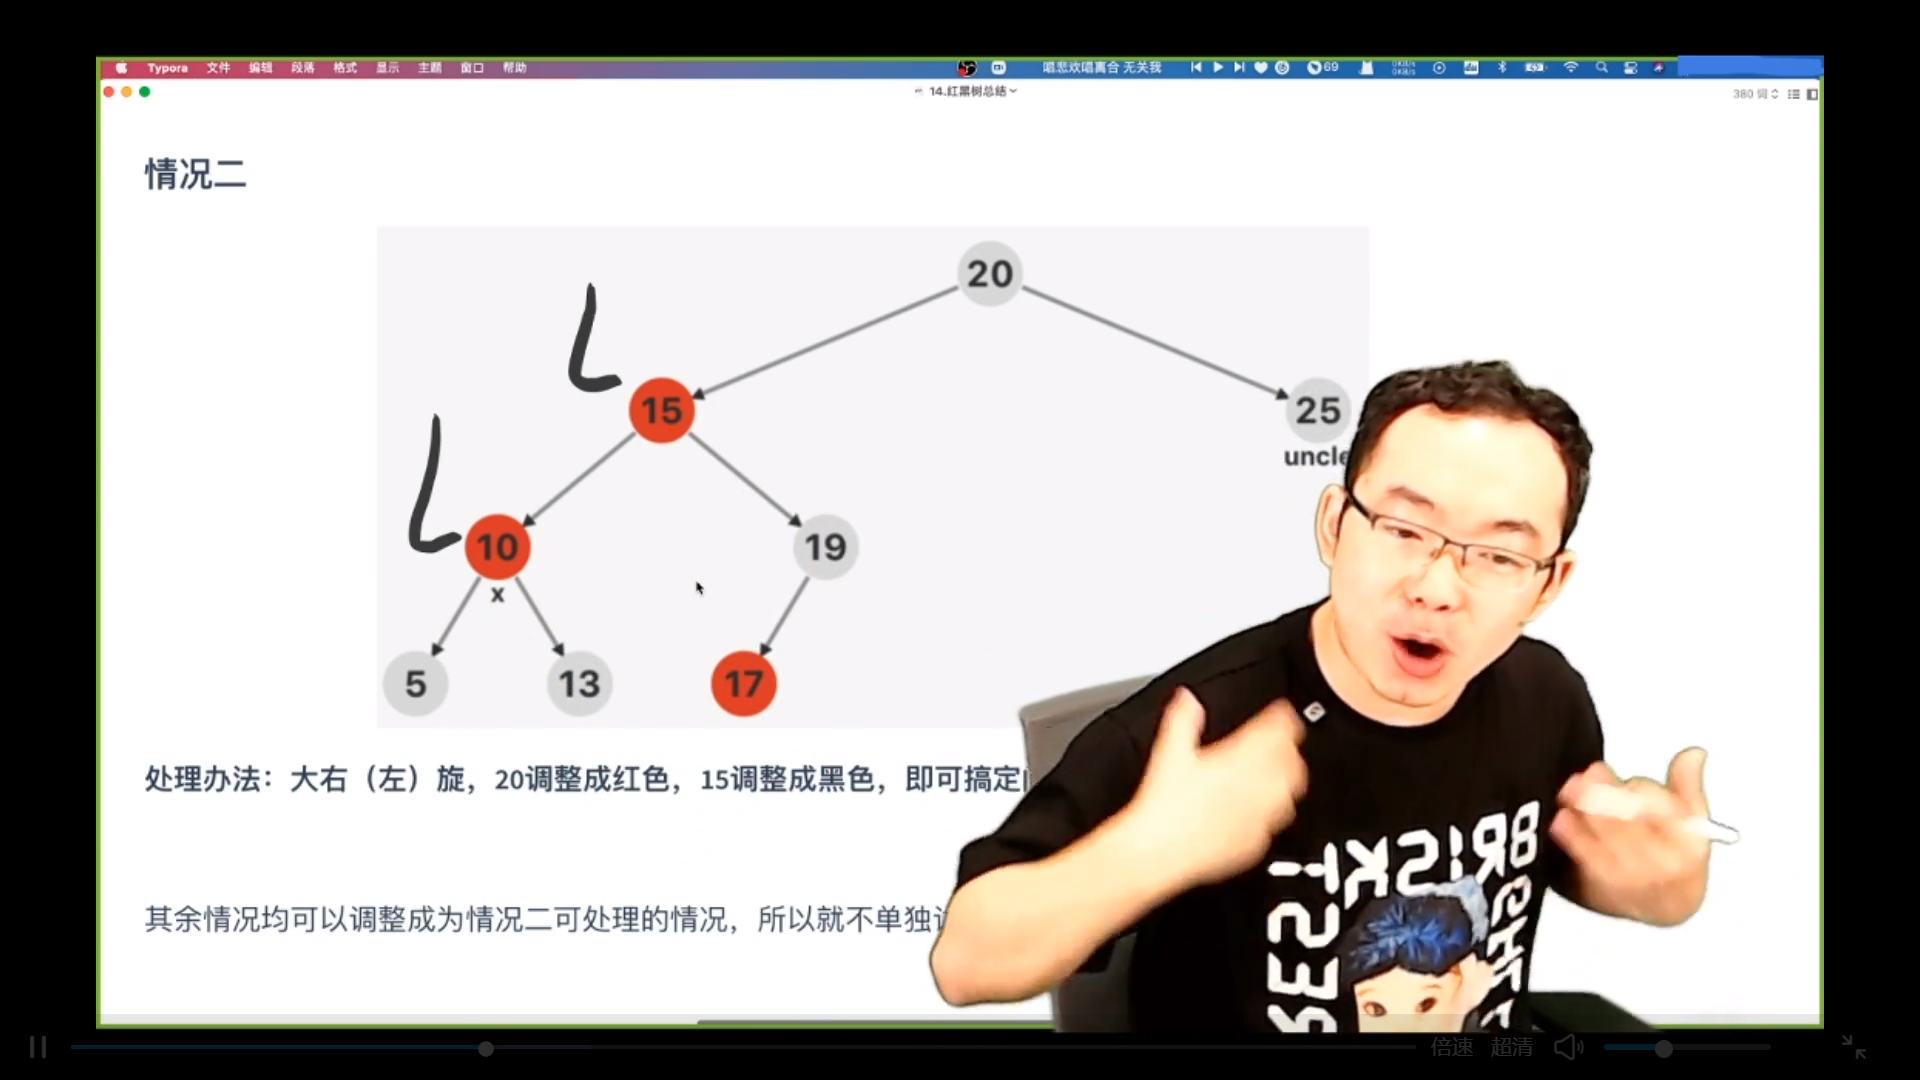 Typora 文件 编辑 段落 格式 显示 主题 窗口 帮助
唱悲欢唱离合 无关我
69
14.红黑树总结
380 词
情况二
20
L
15
25
uncle
L
10
19
x
5
13
17
处理办法：大右（左）旋，20调整成红色，15调整成黑色，即可搞定
其余情况均可以调整成为情况二可处理的情况，所以就不单独
倍速 超清